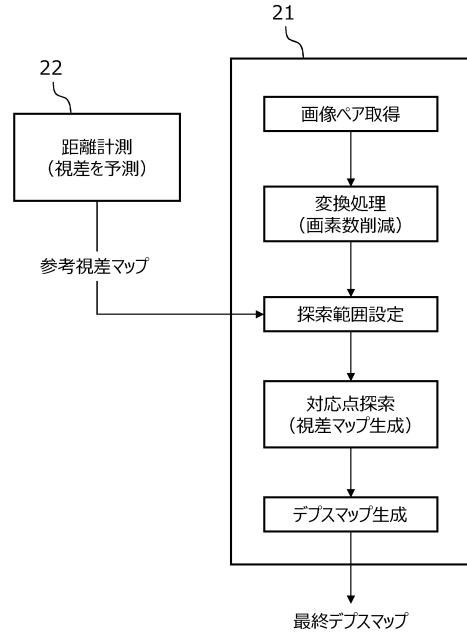 21
22
画像ペア取得
距離計測
(視差を予測)
変換処理
(画素数削減)
参考視差マップ
探索範囲設定
対応点探索
(視差マップ生成)
デプスマップ生成
最終デプスマップ